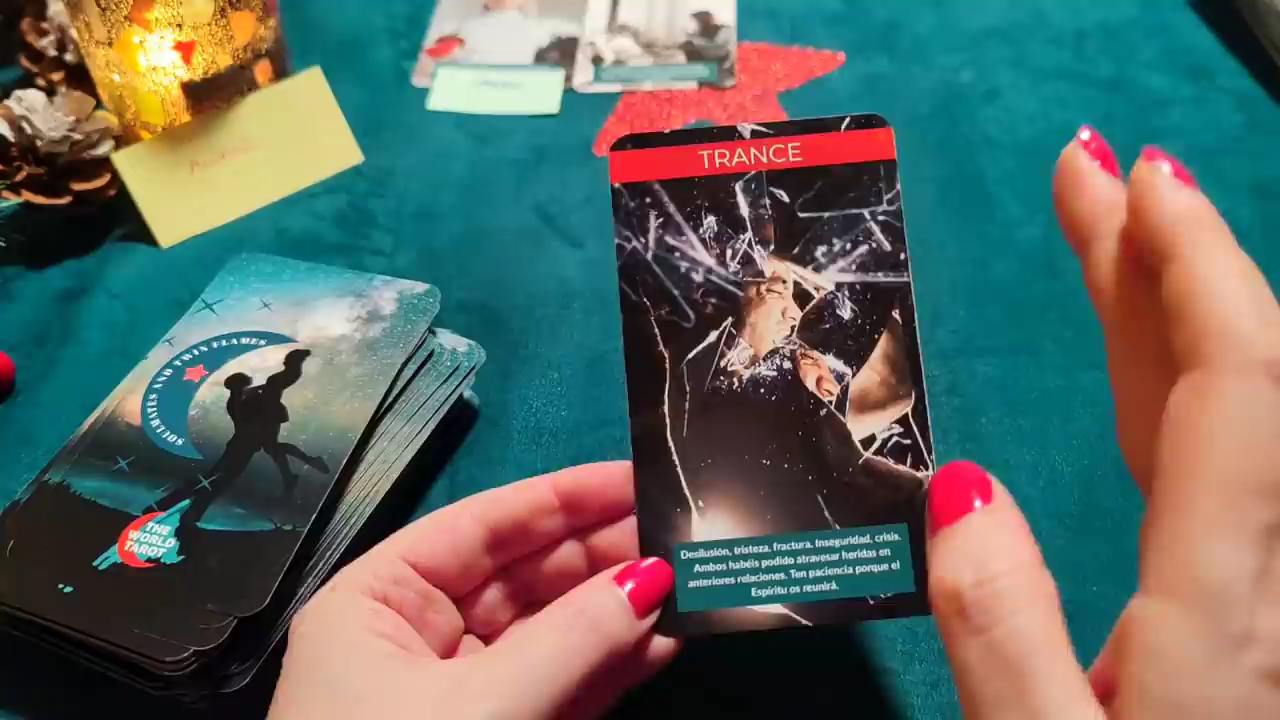 TRANCE
Desilusión, tristeza, fractura. Inseguridad, crisis.
Ambos habéis podido atravesar heridas en
anteriores relaciones. Ten paciencia porque el
Espíritu os reunirá.
SOULMATES AND TWIN FLAMES
THE
WORLD
TAROT